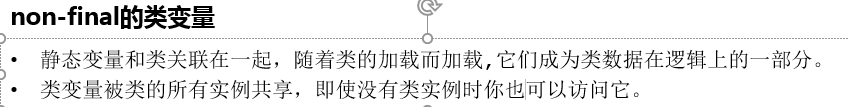 non-final的类变量
• 静态变量和类关联在一起，随着类的加载而加载,它们成为类数据在逻辑上的一部分。
• 类变量被类的所有实例共享，即使没有类实例时你也可以访问它。